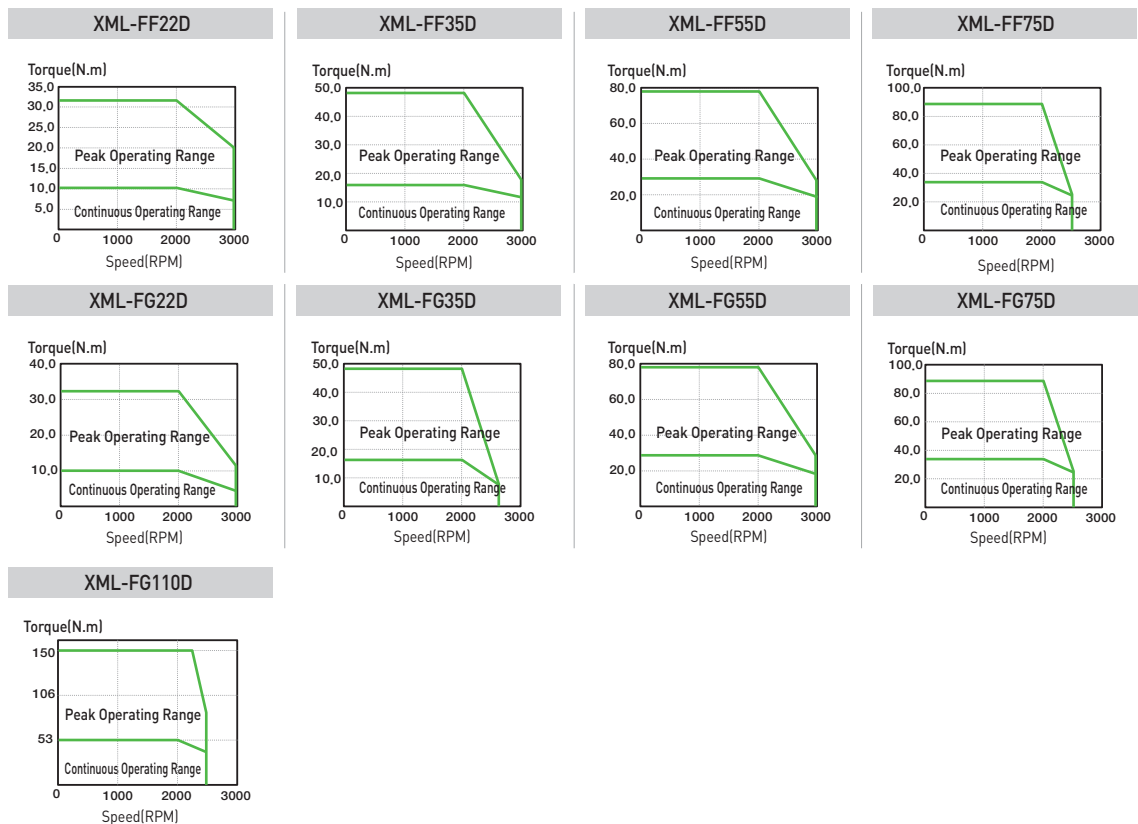 XML-FF22D
Torque(N.m)
35,0
30,0
25,0
20,0
15,0
10,0
5,0
Peak Operating Range
Continuous Operating Range
0 1000 2000 3000
Speed(RPM)
XML-FF35D
Torque(N.m)
50,0
40,0
30,0
20,0
10,0
Peak Operating Range
Continuous Operating Range
0 1000 2000 3000
Speed(RPM)
XML-FF55D
Torque(N.m)
80,0
60,0
40,0
20,0
Peak Operating Range
Continuous Operating Range
0 1000 2000 3000
Speed(RPM)
XML-FF75D
Torque(N.m)
100,0
80,0
60,0
40,0
20,0
Peak Operating Range
Continuous Operating Range
0 1000 2000 3000
Speed(RPM)
XML-FG22D
Torque(N.m)
40,0
30,0
20,0
10,0
Peak Operating Range
Continuous Operating Range
0 1000 2000 3000
Speed(RPM)
XML-FG35D
Torque(N.m)
50,0
40,0
30,0
20,0
10,0
Peak Operating Range
Continuous Operating Range
0 1000 2000 3000
Speed(RPM)
XML-FG55D
Torque(N.m)
80,0
60,0
40,0
20,0
Peak Operating Range
Continuous Operating Range
0 1000 2000 3000
Speed(RPM)
XML-FG75D
Torque(N.m)
100,0
80,0
60,0
40,0
20,0
Peak Operating Range
Continuous Operating Range
0 1000 2000 3000
Speed(RPM)
XML-FG110D
Torque(N.m)
150
106
53
Peak Operating Range
Continuous Operating Range
0 1000 2000 3000
Speed(RPM)